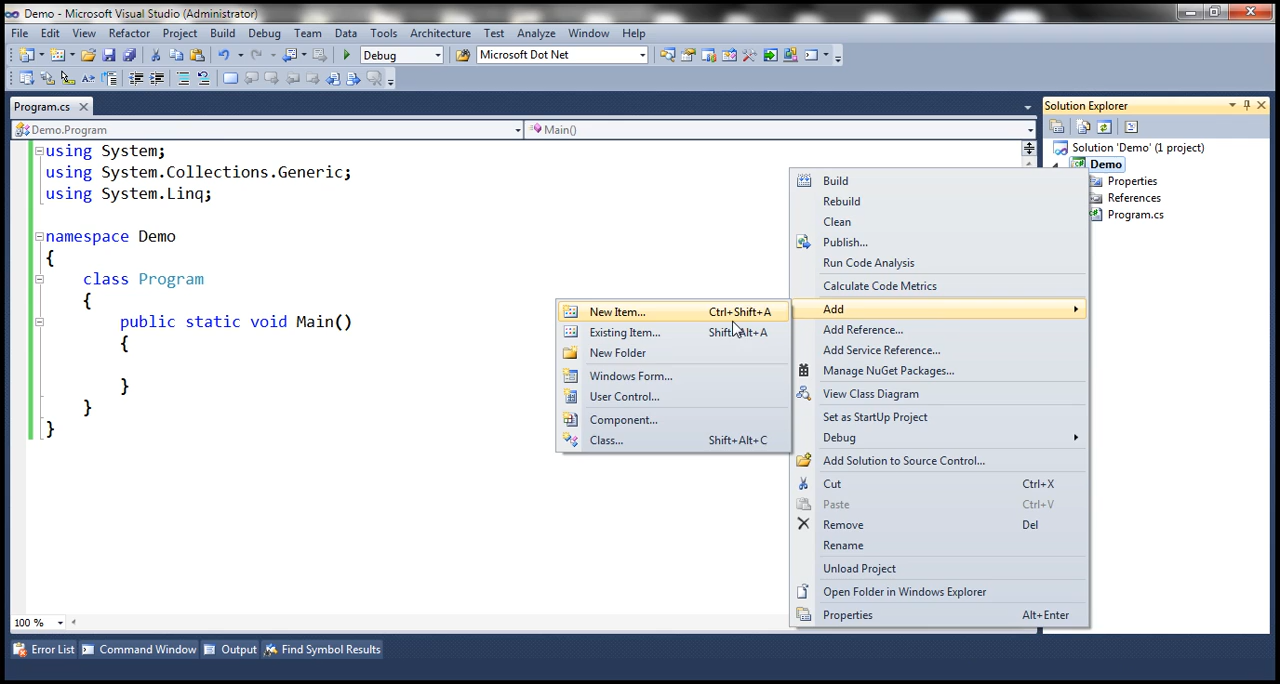 Demo - Microsoft Visual Studio (Administrator)
File Edit View Refactor Project Build Debug Team Data Tools Architecture Test Analyze Window Help
Debug Microsoft Dot Net
Program.cs
Demo.Program Main()
using System;
using System.Collections.Generic;
using System.Linq;
namespace Demo
{
class Program
{
public static void Main()
{
}
}
}
100 %
Error List Command Window Output Find Symbol Results
Solution Explorer
Solution 'Demo' (1 project)
Demo
Properties
References
Program.cs
Build
Rebuild
Clean
Publish...
Run Code Analysis
Calculate Code Metrics
Add
Add Reference...
Add Service Reference...
Manage NuGet Packages...
View Class Diagram
Set as StartUp Project
Debug
Add Solution to Source Control...
Cut Ctrl+X
Paste Ctrl+V
Remove Del
Rename
Unload Project
Open Folder in Windows Explorer
Properties Alt+Enter
New Item... Ctrl+Shift+A
Existing Item... Shift+Alt+A
New Folder
Windows Form...
User Control...
Component...
Class... Shift+Alt+C